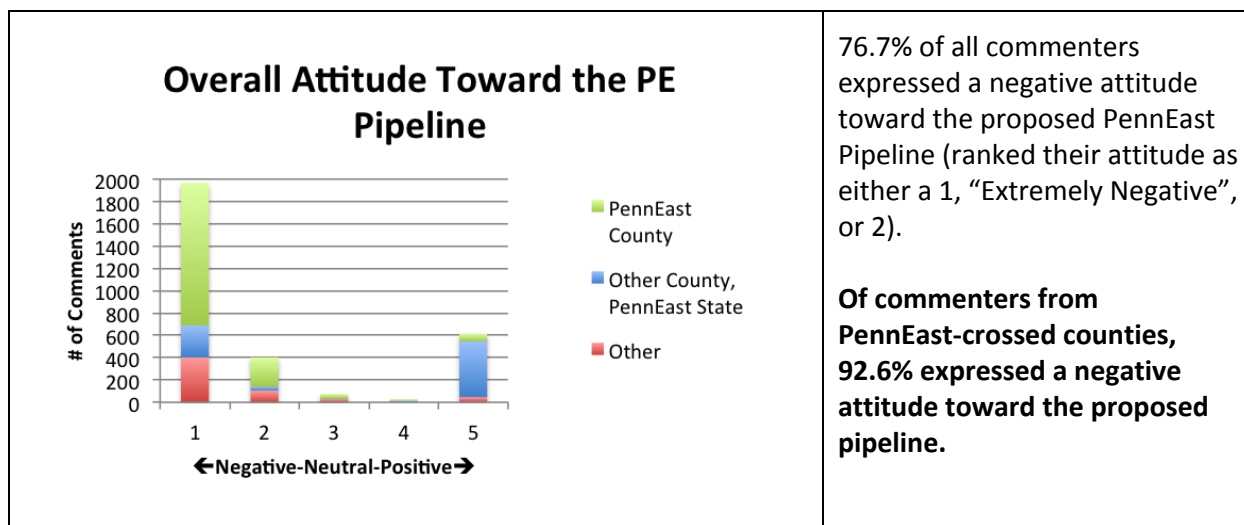 Overall Attitude Toward the PE
Pipeline
# of Comments
2000
1800
1600
1400
1200
1000
800
600
400
200
0
1 2 3 4 5
←Negative-Neutral-Positive→
PennEast
County
Other County,
PennEast State
Other
76.7% of all commenters
expressed a negative attitude
toward the proposed PennEast
Pipeline (ranked their attitude as
either a 1, “Extremely Negative”,
or 2).
Of commenters from
PennEast-crossed counties,
92.6% expressed a negative
attitude toward the proposed
pipeline.